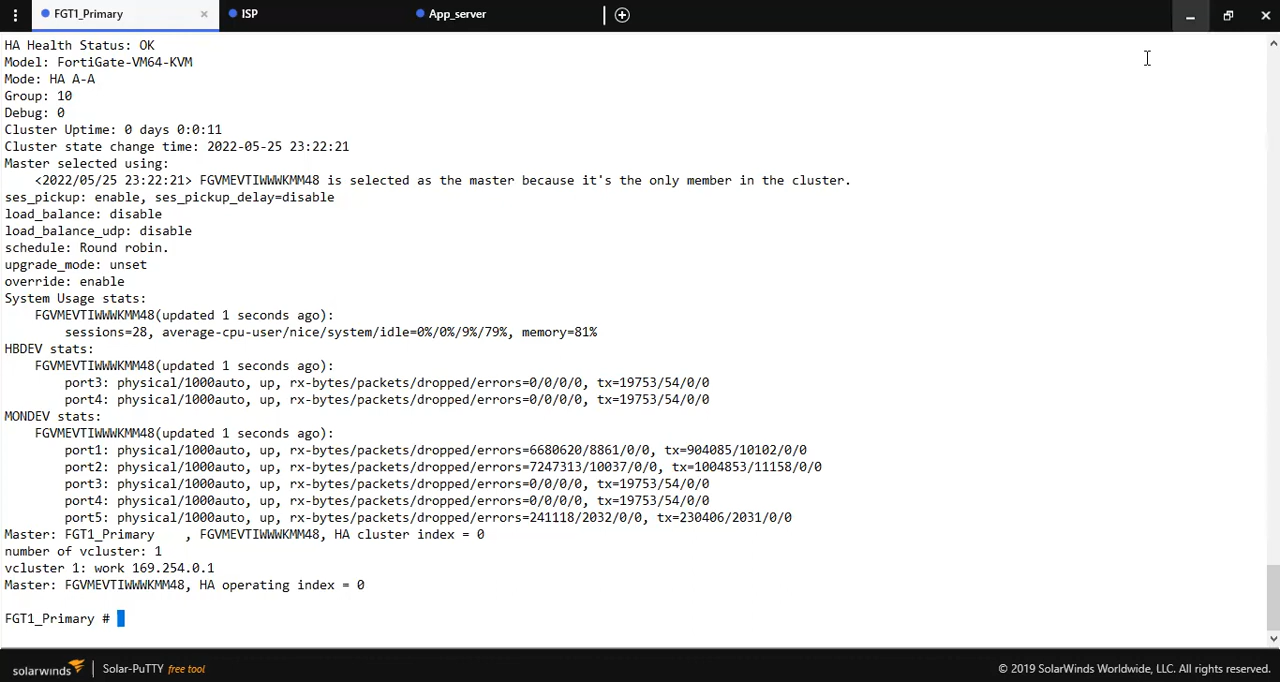 FGT1_Primary
ISP
App_server
HA Health Status: OK
Model: FortiGate-VM64-KVM
Mode: HA A-A
Group: 10
Debug: 0
Cluster Uptime: 0 days 0:0:11
Cluster state change time: 2022-05-25 23:22:21
Master selected using:
<2022/05/25 23:22:21> FGVMEVTIWWWKMM48 is selected as the master because it's the only member in the cluster.
ses_pickup: enable, ses_pickup_delay=disable
load_balance: disable
load_balance_udp: disable
schedule: Round robin.
upgrade_mode: unset
override: enable
System Usage stats:
FGVMEVTIWWWKMM48(updated 1 seconds ago):
sessions=28, average-cpu-user/nice/system/idle=0%/0%/9%/79%, memory=81%
HBDEV stats:
FGVMEVTIWWWKMM48(updated 1 seconds ago):
port3: physical/1000auto, up, rx-bytes/packets/dropped/errors=0/0/0/0, tx=19753/54/0/0
port4: physical/1000auto, up, rx-bytes/packets/dropped/errors=0/0/0/0, tx=19753/54/0/0
MONDEV stats:
FGVMEVTIWWWKMM48(updated 1 seconds ago):
port1: physical/1000auto, up, rx-bytes/packets/dropped/errors=6680620/8861/0/0, tx=904085/10102/0/0
port2: physical/1000auto, up, rx-bytes/packets/dropped/errors=7247313/10037/0/0, tx=1004853/11158/0/0
port3: physical/1000auto, up, rx-bytes/packets/dropped/errors=0/0/0/0, tx=19753/54/0/0
port4: physical/1000auto, up, rx-bytes/packets/dropped/errors=0/0/0/0, tx=19753/54/0/0
port5: physical/1000auto, up, rx-bytes/packets/dropped/errors=241118/2032/0/0, tx=230406/2031/0/0
Master: FGT1_Primary    , FGVMEVTIWWWKMM48, HA cluster index = 0
number of vcluster: 1
vcluster 1: work 169.254.0.1
Master: FGVMEVTIWWWKMM48, HA operating index = 0
FGT1_Primary #
solarwinds Solar-PuTTY free tool © 2019 SolarWinds Worldwide, LLC. All rights reserved.